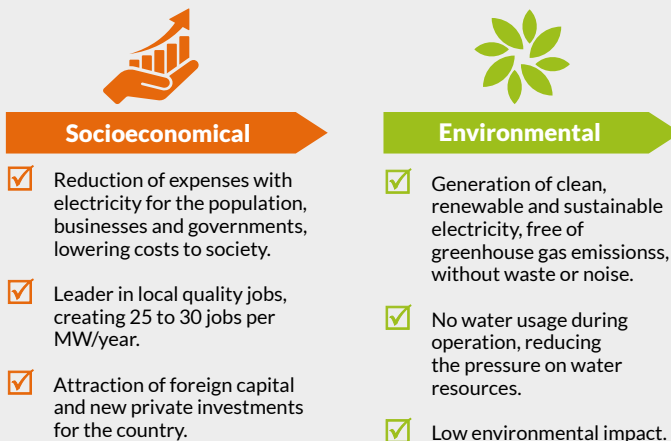 Socioeconomical
Reduction of expenses with
electricity for the population,
businesses and governments,
lowering costs to society.
Leader in local quality jobs,
creating 25 to 30 jobs per
MW/year.
Attraction of foreign capital
and new private investments
for the country.
Environmental
Generation of clean,
renewable and sustainable
electricity, free of
greenhouse gas emissionss,
without waste or noise.
No water usage during
operation, reducing
the pressure on water
resources.
Low environmental impact.